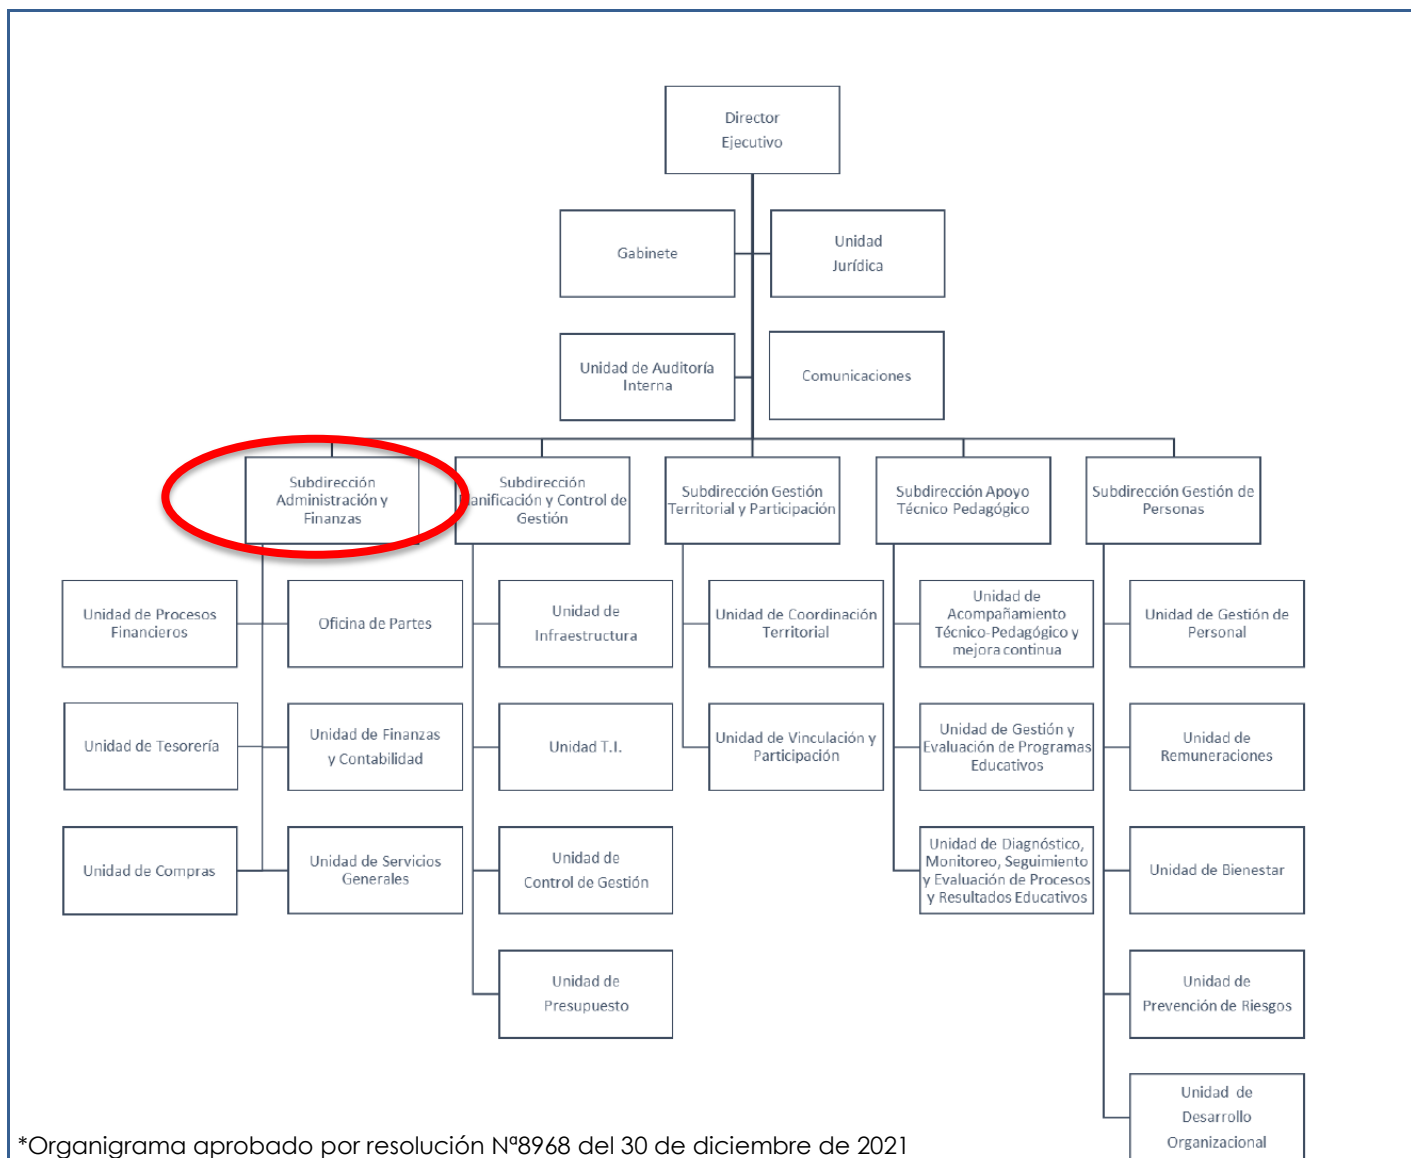 Director
Ejecutivo
Gabinete
Unidad
Jurídica
Unidad de Auditoría
Interna
Comunicaciones
Subdirección
Administración y
Finanzas
Subdirección
lanificación y Control de
Gestión
Subdirección Gestión
Territorial y Participación
Subdirección Apoyo
Técnico Pedagógico
Subdirección Gestión de
Personas
Unidad de Procesos
Financieros
Oficina de Partes
Unidad de
Infraestructura
Unidad de Coordinación
Territorial
Unidad de
Acompañamiento
Técnico-Pedagógico y
mejora continua
Unidad de Gestión de
Personal
Unidad de Tesorería
Unidad de Finanzas
y Contabilidad
Unidad T.I.
Unidad de Vinculación y
Participación
Unidad de Gestión y
Evaluación de Programas
Educativos
Unidad de
Remuneraciones
Unidad de Compras
Unidad de Servicios
Generales
Unidad de
Control de Gestión
Unidad de Diagnóstico,
Monitoreo, Seguimiento
y Evaluación de Procesos
y Resultados Educativos
Unidad de Bienestar
Unidad de
Presupuesto
Unidad de
Prevención de Riesgos
Unidad de
Desarrollo
Organizacional
*Organigrama aprobado por resolución Nª8968 del 30 de diciembre de 2021